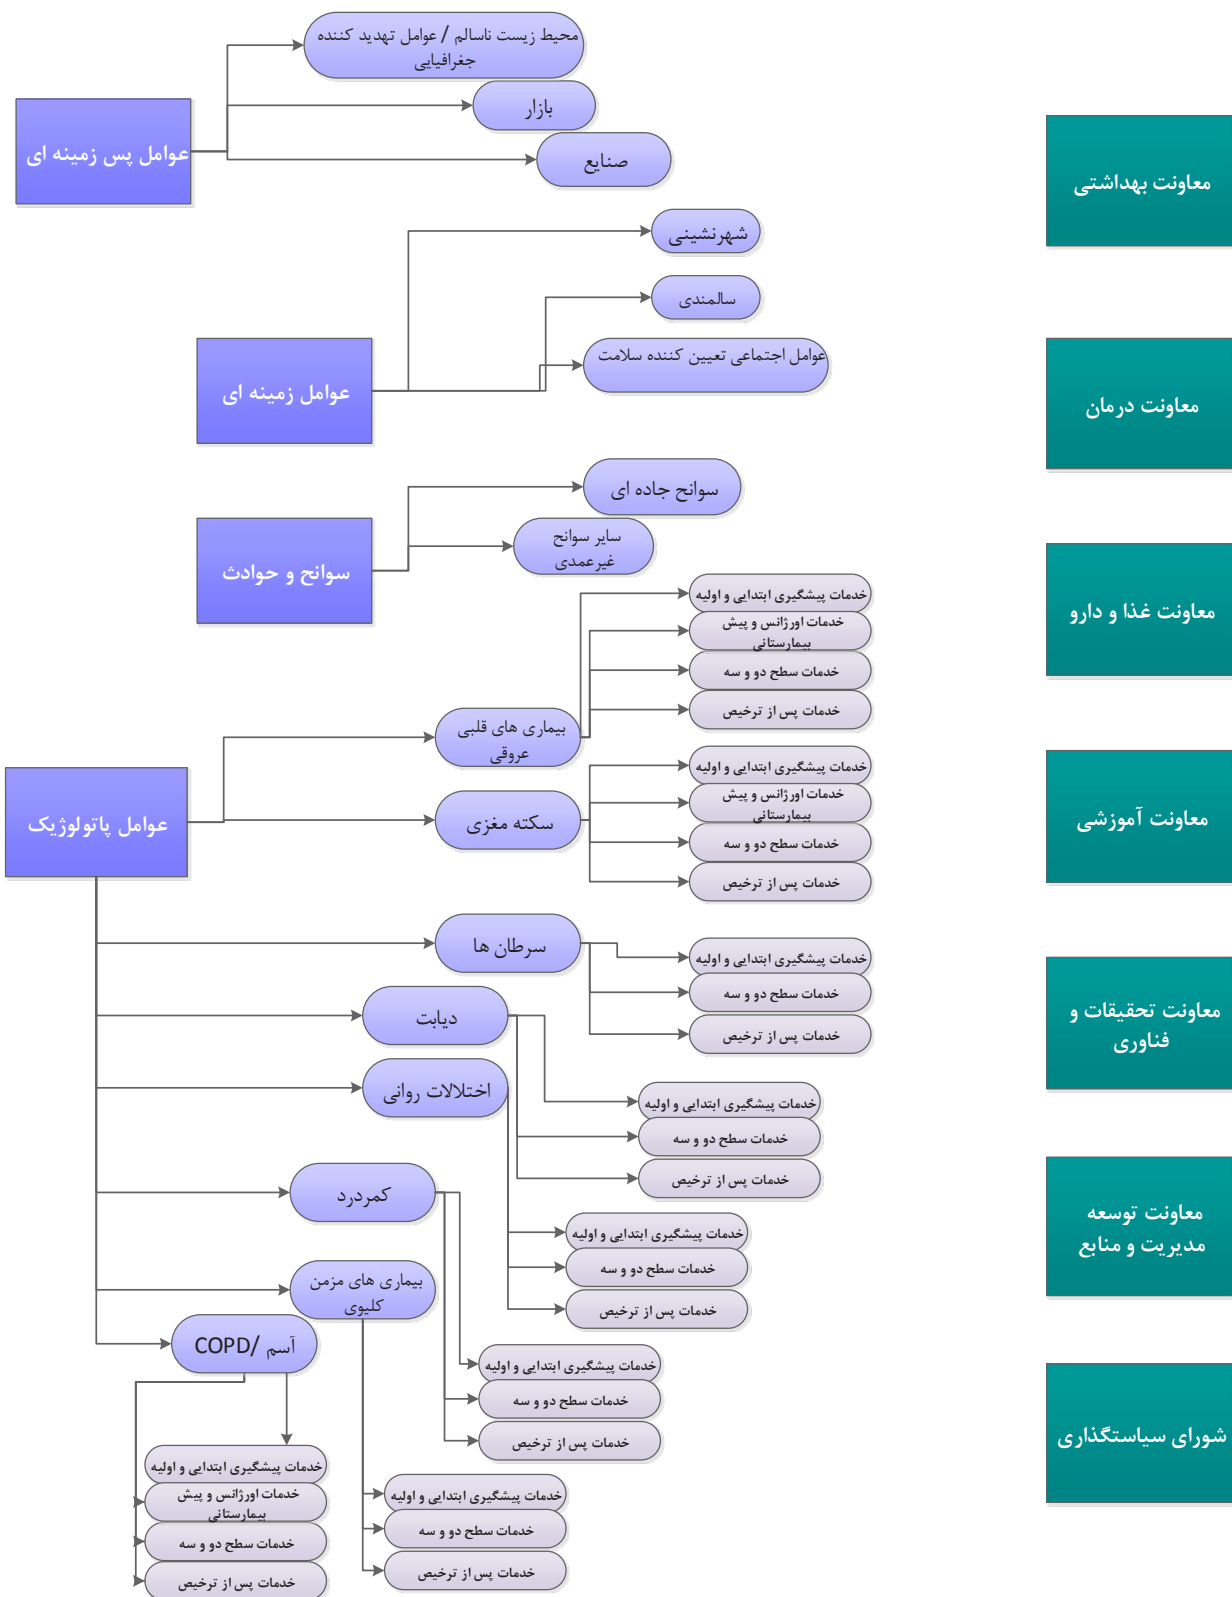 محیط زیست ناسالم / عوامل تهدید کننده
جغرافیایی
بازار
صنایع
عوامل پس زمینه ای
شهرنشینی
سالمندی
عوامل اجتماعی تعیین کننده سلامت
عوامل زمینه ای
سوانح جاده ای
سایر سوانح
غیرعمدی
سوانح و حوادث
خدمات پیشگیری ابتدایی و اولیه
خدمات اورژانس و پیش
بیمارستانی
خدمات سطح دو و سه
خدمات پس از ترخیص
بیماری های قلبی
عروقی
خدمات پیشگیری ابتدایی و اولیه
خدمات اورژانس و پیش
بیمارستانی
خدمات سطح دو و سه
خدمات پس از ترخیص
سکته مغزی
عوامل پاتولوژیک
سرطان ها
خدمات پیشگیری ابتدایی و اولیه
خدمات سطح دو و سه
خدمات پس از ترخیص
دیابت
اختلالات روانی
خدمات پیشگیری ابتدایی و اولیه
خدمات سطح دو و سه
خدمات پس از ترخیص
کمردرد
خدمات پیشگیری ابتدایی و اولیه
خدمات سطح دو و سه
خدمات پس از ترخیص
بیماری های مزمن
کلیوی
آسم /COPD
خدمات پیشگیری ابتدایی و اولیه
خدمات سطح دو و سه
خدمات پس از ترخیص
خدمات پیشگیری ابتدایی و اولیه
خدمات اورژانس و پیش
بیمارستانی
خدمات سطح دو و سه
خدمات پس از ترخیص
خدمات پیشگیری ابتدایی و اولیه
خدمات سطح دو و سه
خدمات پس از ترخیص
معاونت بهداشتی
معاونت درمان
معاونت غذا و دارو
معاونت آموزشی
معاونت تحقیقات و
فناوری
معاونت توسعه
مدیریت و منابع
شورای سیاستگذاری